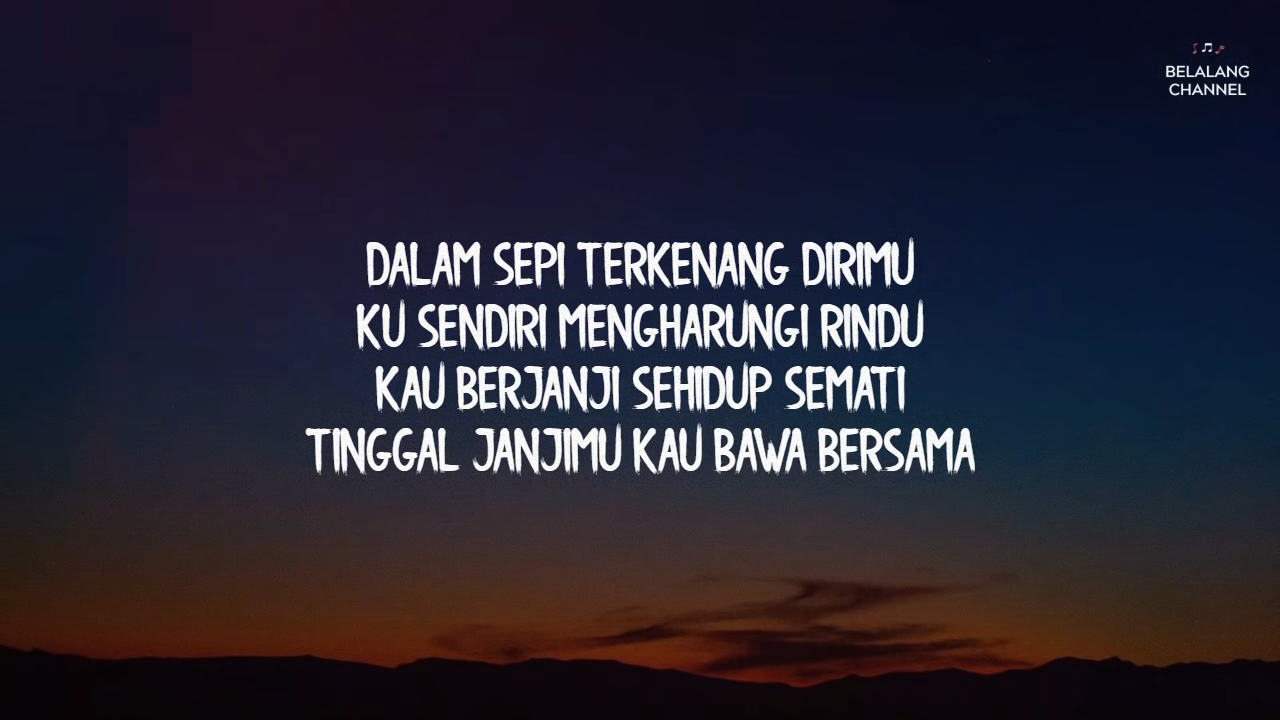 BELALANG
CHANNEL
DALAM SEPI TERKENANG DIRIMU
KU SENDIRI MENGHARUNGI RINDU
KAU BERJANJI SEHIDUP SEMATI
TINGGAL JANJIMU KAU BAWA BERSAMA